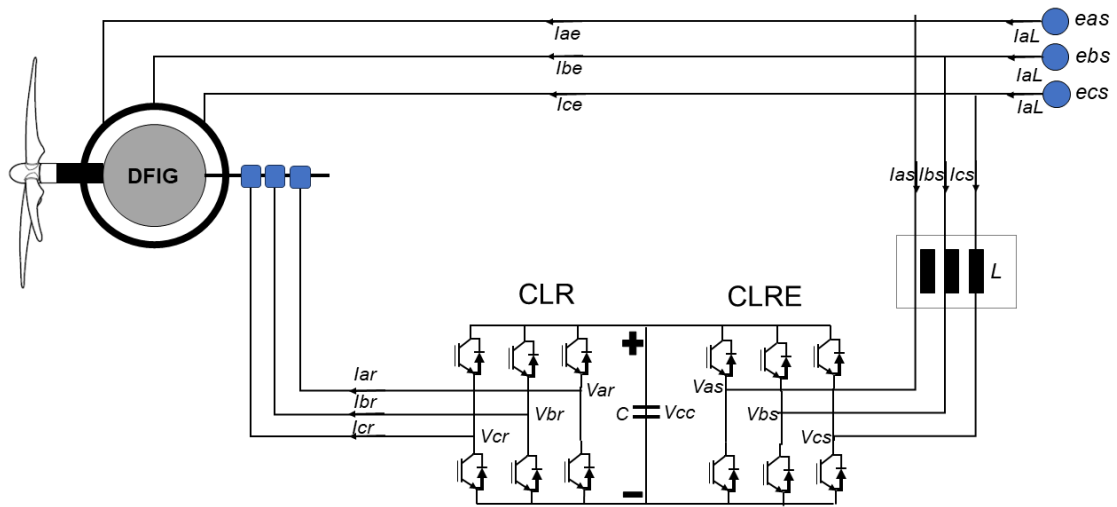 eas
Iae
IaL
ebs
Ibe
IaL
ecs
Ice
IaL
DFIG
Ias Ibs Ics
L
CLR
CLRE
+
Iar
Var
Vas
Ibr
Vbr
C
Vcc
Vbs
Icr
Vcr
Vcs
−